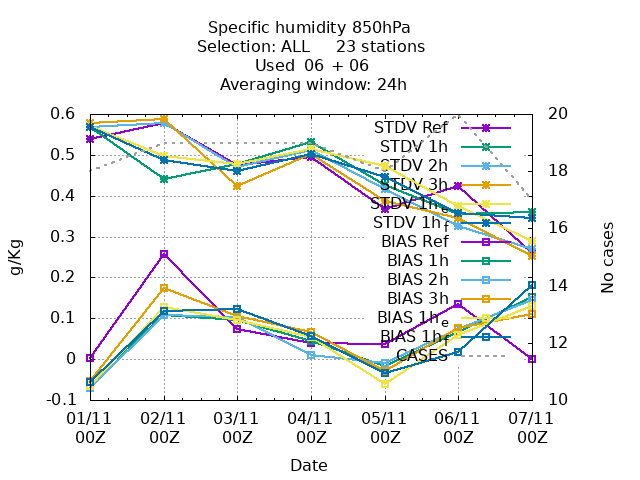 Specific humidity 850hPa
Selection: ALL 23 stations
Used 06 + 06
Averaging window: 24h
0.6
0.5
0.4
0.3
0.2
0.1
0
-0.1
g/Kg
20
18
16
14
12
10
No cases
STDV Ref
STDV 1h
STDV 2h
STDV 3h
STDV 1he
STDV 1hf
BIAS Ref
BIAS 1h
BIAS 2h
BIAS 3h
BIAS 1he
BIAS 1hf
CASES
01/11 02/11 03/11 04/11 05/11 06/11 07/11
00Z 00Z 00Z 00Z 00Z 00Z 00Z
Date